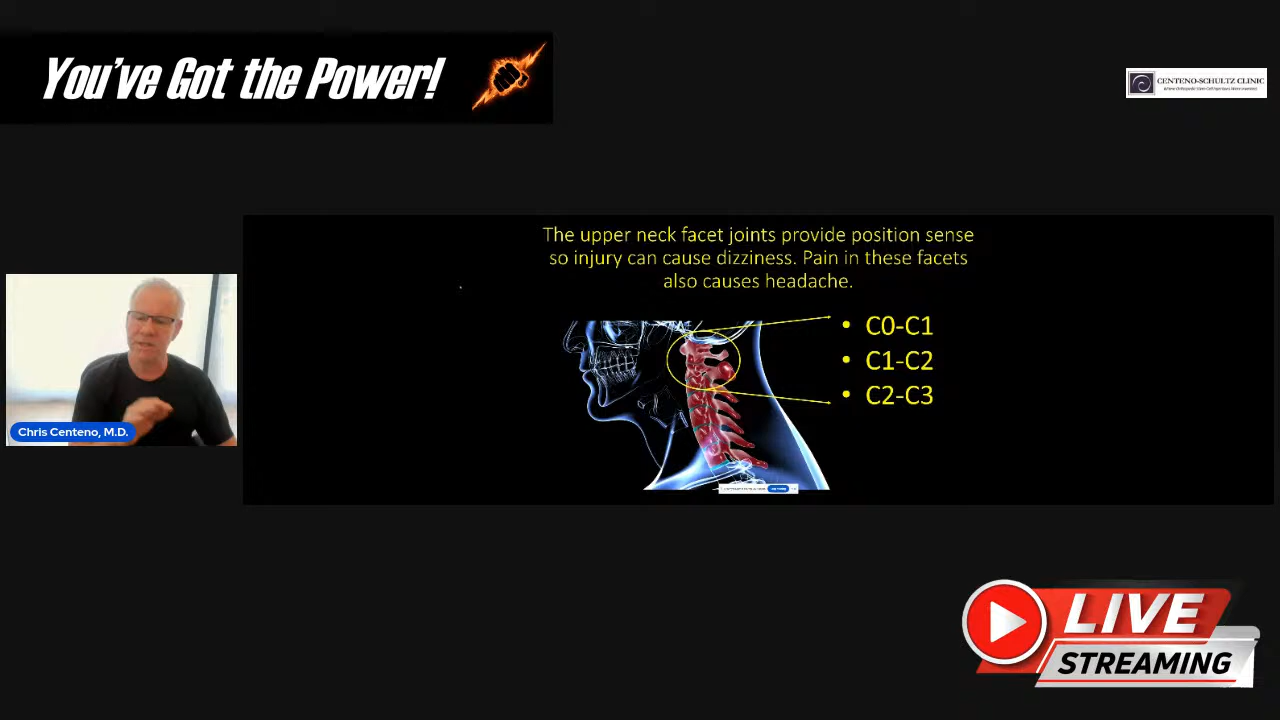 You've Got the Power!
CENTENO-SCHULTZ CLINIC
The upper neck facet joints provide position sense
so injury can cause dizziness. Pain in these facets
also causes headache.
• C0-C1
• C1-C2
• C2-C3
Chris Centeno, M.D.
LIVE
STREAMING